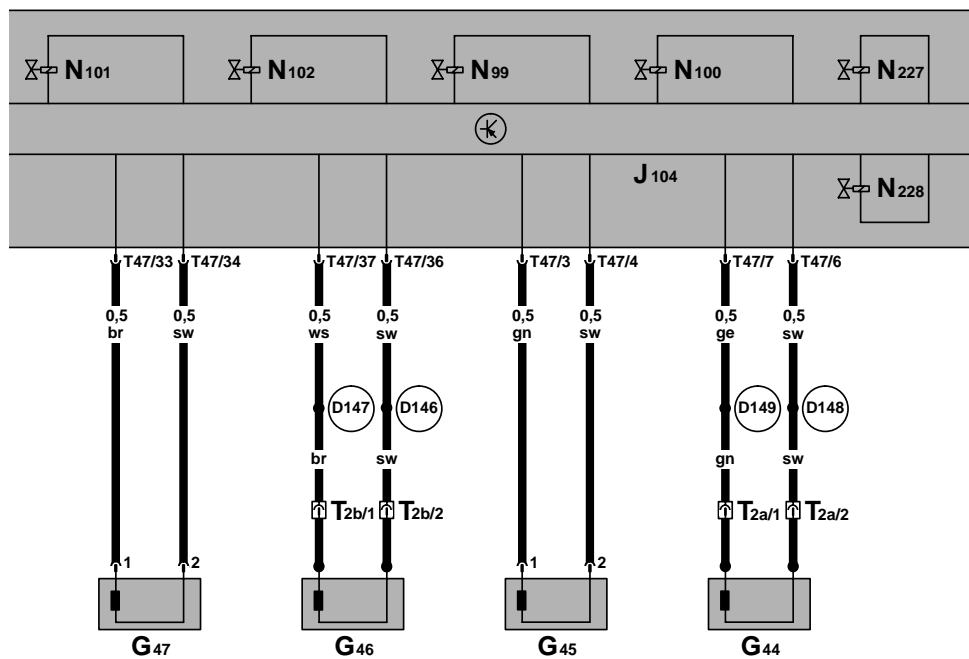 N101 N102 N99 N100 N227
J104 N228
T47/33 T47/34 T47/37 T47/36 T47/3 T47/4 T47/7 T47/6
0,5 0,5 0,5 0,5 0,5 0,5 0,5 0,5
br sw ws sw gn sw ge sw
D147 D146 D149 D148
br sw gn sw
T2b/1 T2b/2 T2a/1 T2a/2
1 2 1 2
G47 G46 G45 G44